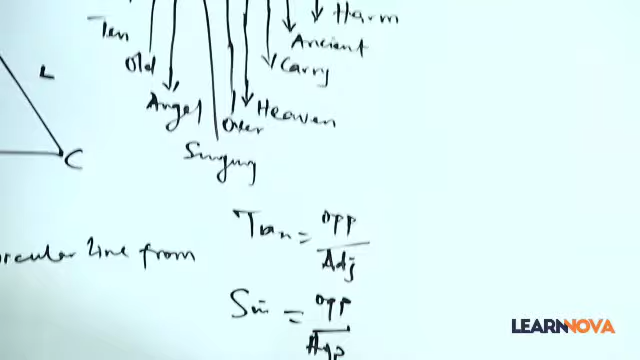 Harm
Ten
Ancient
Old
Carry
L
Angel
Heaven
Over
C
Singing
Tan = opp
Adj
rcular line from
Sin = opp
Hyp
LEARNNOVA